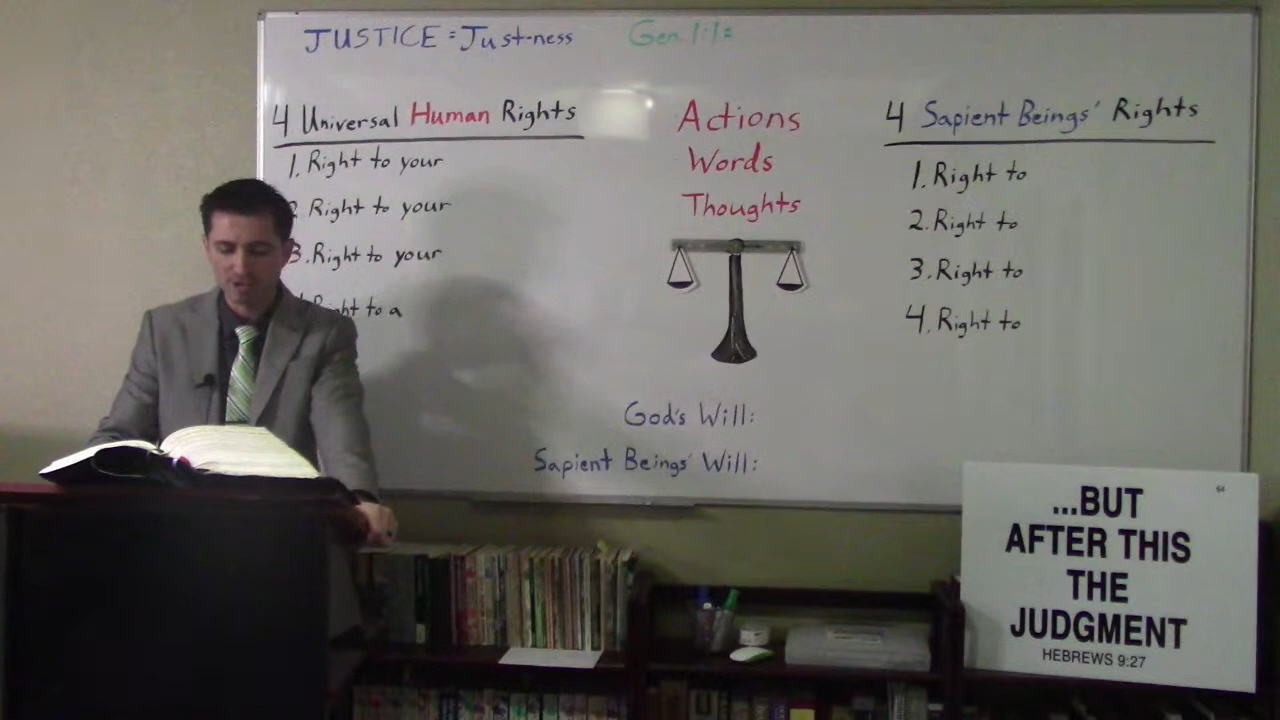 JUSTICE = Just-ness
Gen. 1:1 =
4 Universal Human Rights
1. Right to your
2. Right to your
3. Right to your
Right to a
Actions
Words
Thoughts
4 Sapient Beings' Rights
1. Right to
2. Right to
3. Right to
4. Right to
God's Will:
Sapient Beings' Will:
64
...BUT
AFTER THIS
THE
JUDGMENT
HEBREWS 9:27